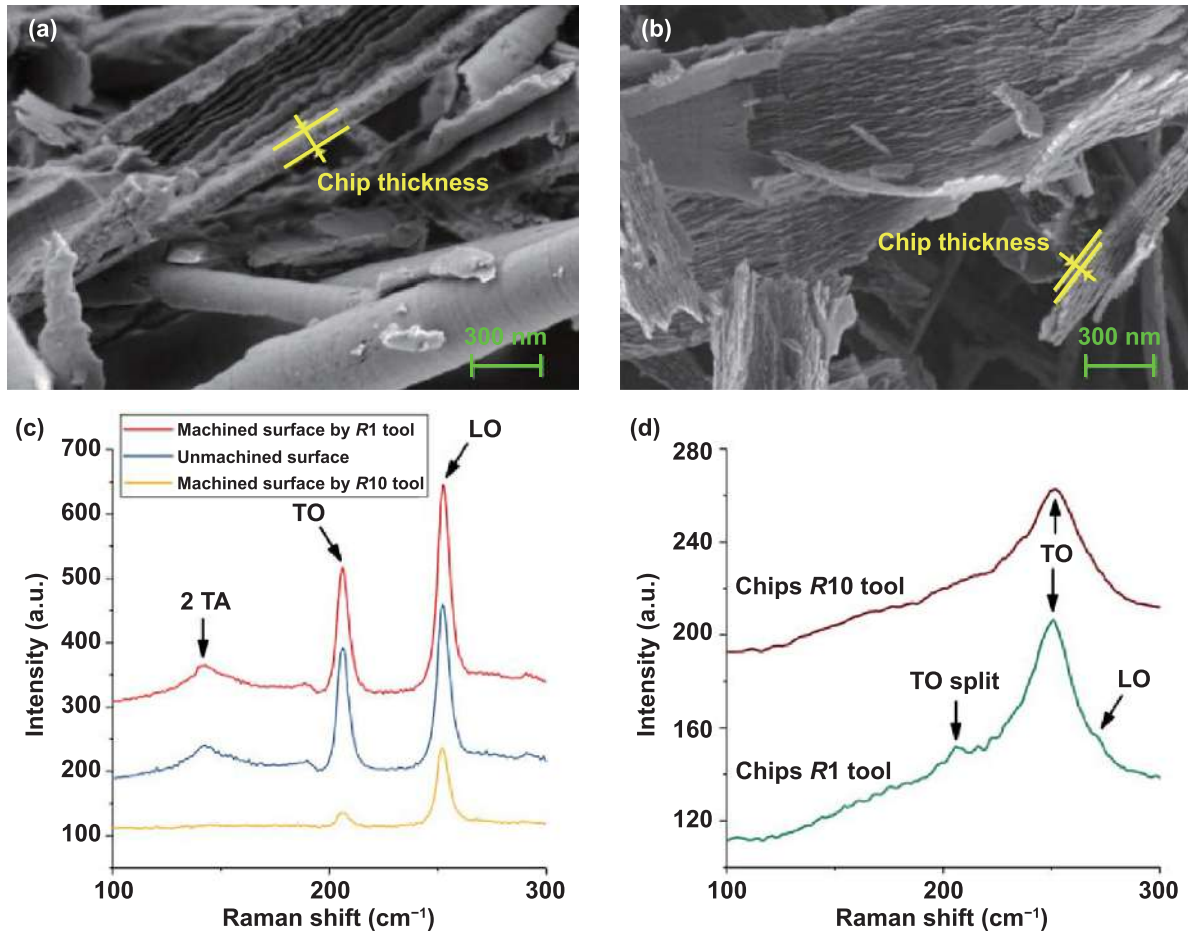 (a)
Chip thickness
300 nm
(b)
Chip thickness
300 nm
(c)
Machined surface by R1 tool
Unmachined surface
Machined surface by R10 tool
LO
TO
2 TA
700
600
500
400
300
200
100
Intensity (a.u.)
100
200
300
Raman shift (cm⁻¹)
(d)
280
240
200
160
120
Intensity (a.u.)
Chips R10 tool
TO
TO split
LO
Chips R1 tool
100
200
300
Raman shift (cm⁻¹)